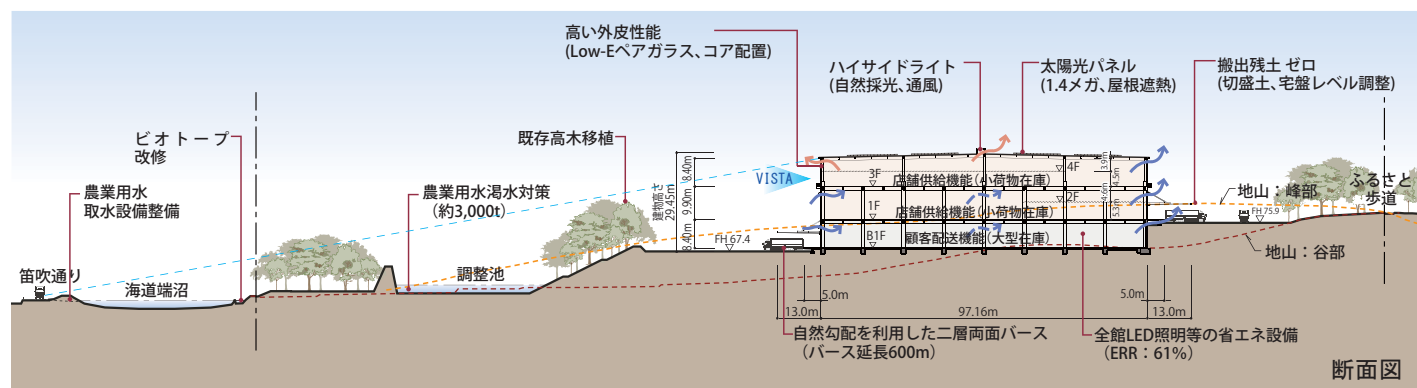 高い外皮性能
(Low-Eペアガラス、コア配置)
ハイサイドライト
(自然採光、通風)
太陽光パネル
(1.4メガ、屋根遮熱)
搬出残土 ゼロ
(切盛土、宅盤レベル調整)
ビオトープ
改修
既存高木移植
農業用水
取水設備整備
農業用水渇水対策
(約3,000t)
VISTA
建物高さ
29.45m
8.40m
9.90m
8.40m
3F
4F
店舗供給機能(小荷物在庫)
3.9m
4.5m
1F
2F
店舗供給機能(小荷物在庫)
4.6m
5.3m
B1F
顧客配送機能(大型在庫)
地山：峰部
ふるさと
歩道
FH 75.9
FH 67.4
地山：谷部
笛吹通り
海道端沼
調整池
5.0m
13.0m
97.16m
5.0m
13.0m
自然勾配を利用した二層両面バース
(バース延長600m)
全館LED照明等の省エネ設備
(ERR：61%)
断面図